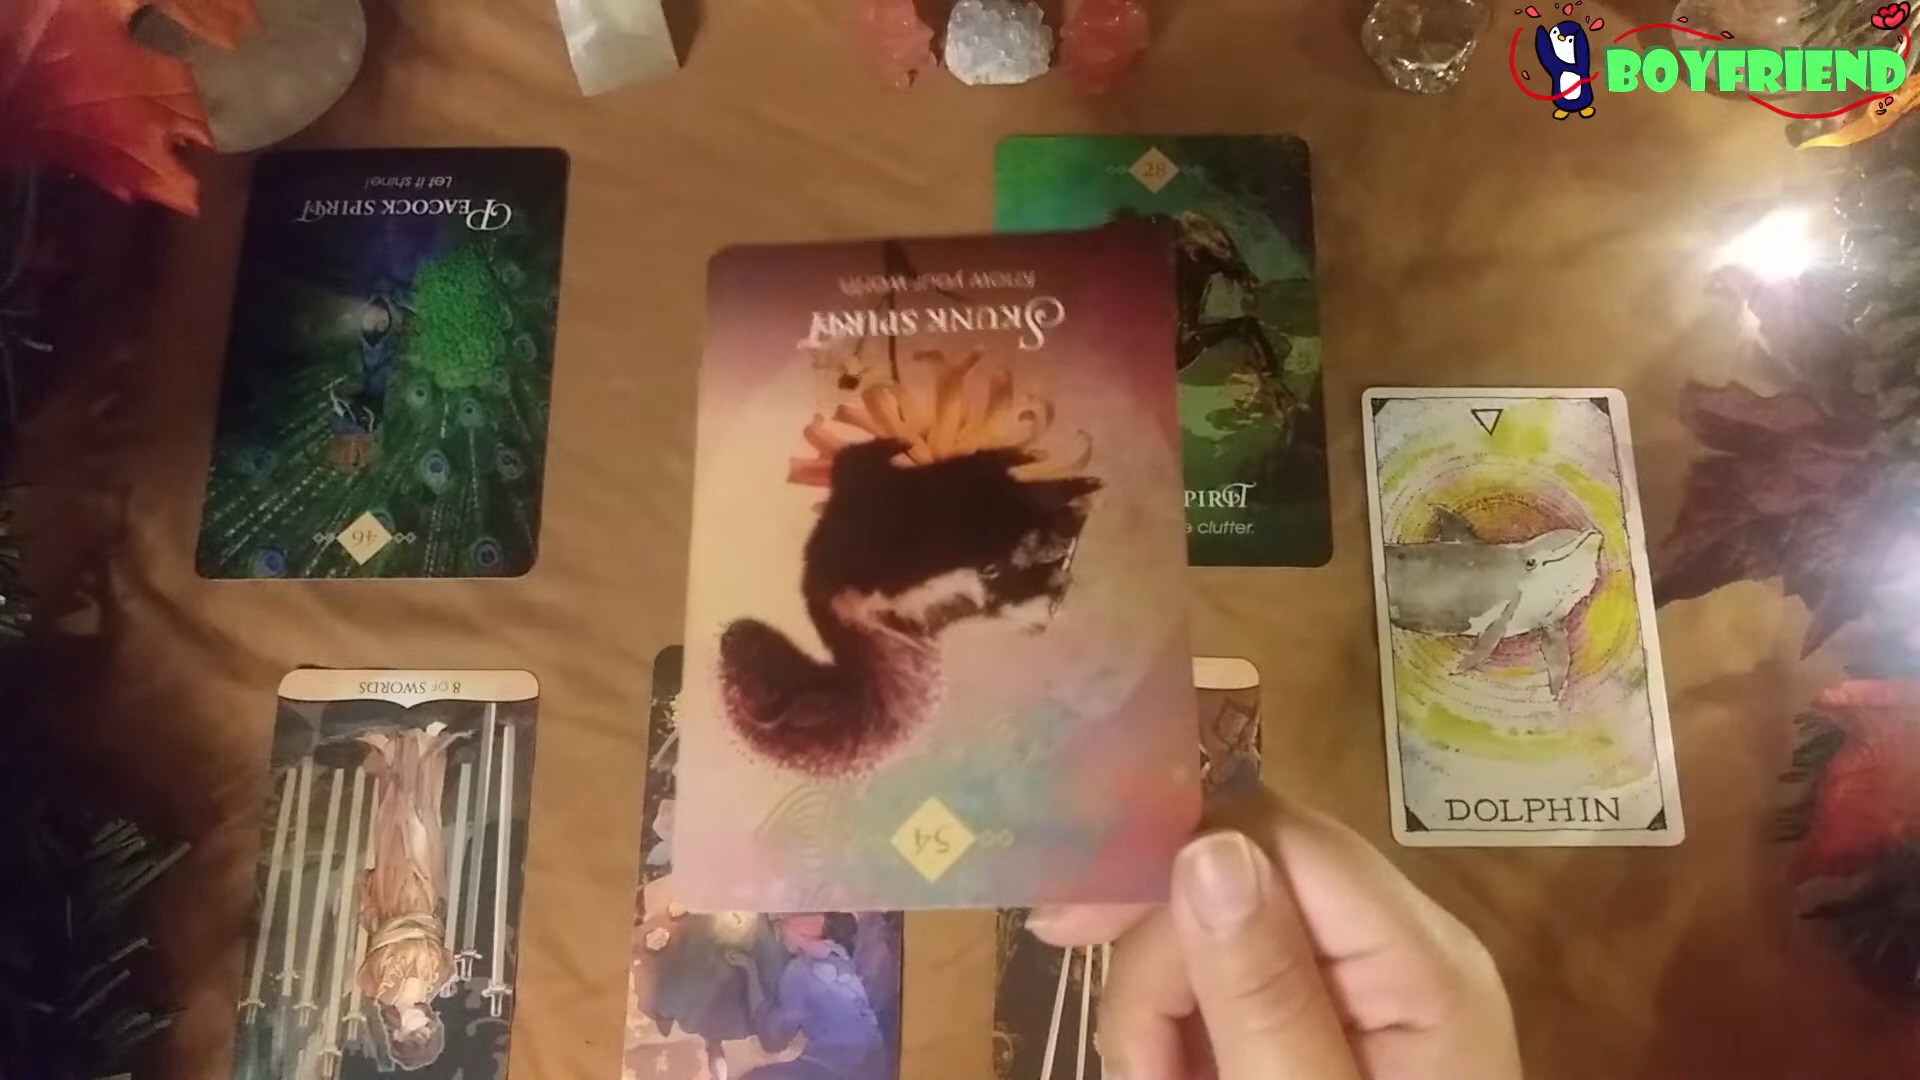 BOYFRIEND
Let it shine!
PEACOCK SPIRIT
46
28
SPIRIT
clutter.
Know your worth
SKUNK SPIRIT
54
DOLPHIN
8 OF SWORDS